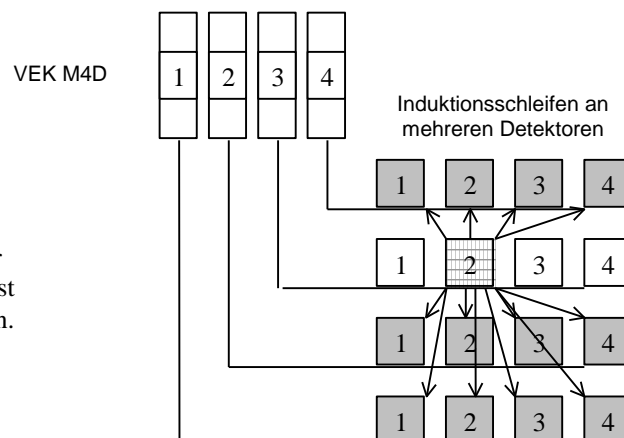 VEK M4D
1 2 3 4
Induktionsschleifen an
mehreren Detektoren
1 2 3 4
1 2 3 4
st
n.
1 2 3 4
1 2 3 4